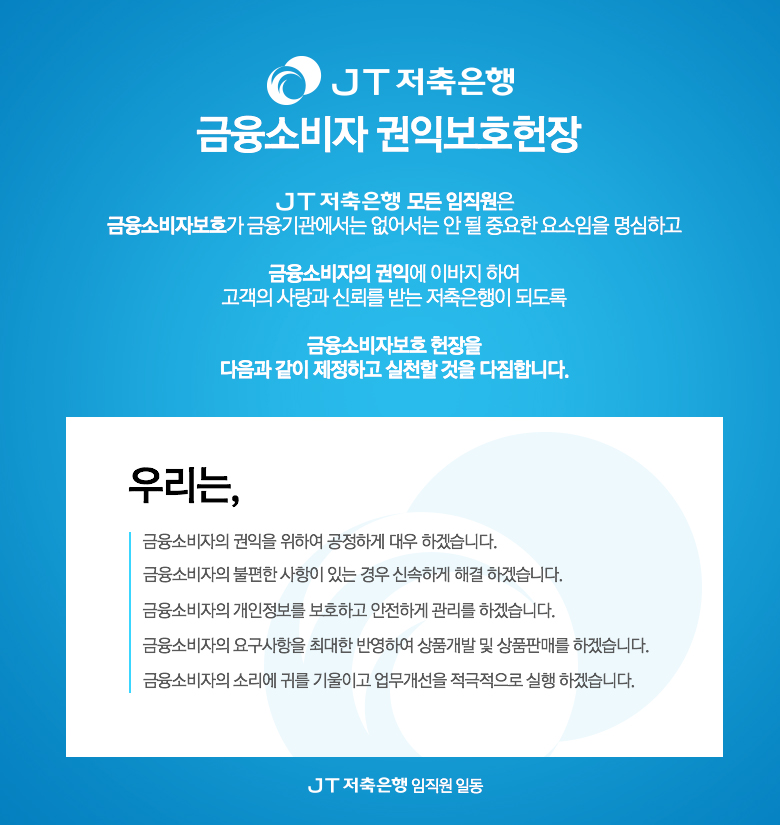 JT 저축은행
금융소비자 권익보호헌장
JT저축은행 모든 임직원은
금융소비자보호가 금융기관에서는 없어서는 안 될 중요한 요소임을 명심하고
금융소비자의 권익에 이바지 하여
고객의 사랑과 신뢰를 받는 저축은행이 되도록
금융소비자보호 헌장을
다음과 같이 제정하고 실천할 것을 다짐합니다.
우리는,
금융소비자의 권익을 위하여 공정하게 대우 하겠습니다.
금융소비자의 불편한 사항이 있는 경우 신속하게 해결 하겠습니다.
금융소비자의 개인정보를 보호하고 안전하게 관리를 하겠습니다.
금융소비자의 요구사항을 최대한 반영하여 상품개발 및 상품판매를 하겠습니다.
금융소비자의 소리에 귀를 기울이고 업무개선을 적극적으로 실행 하겠습니다.
JT저축은행 임직원 일동